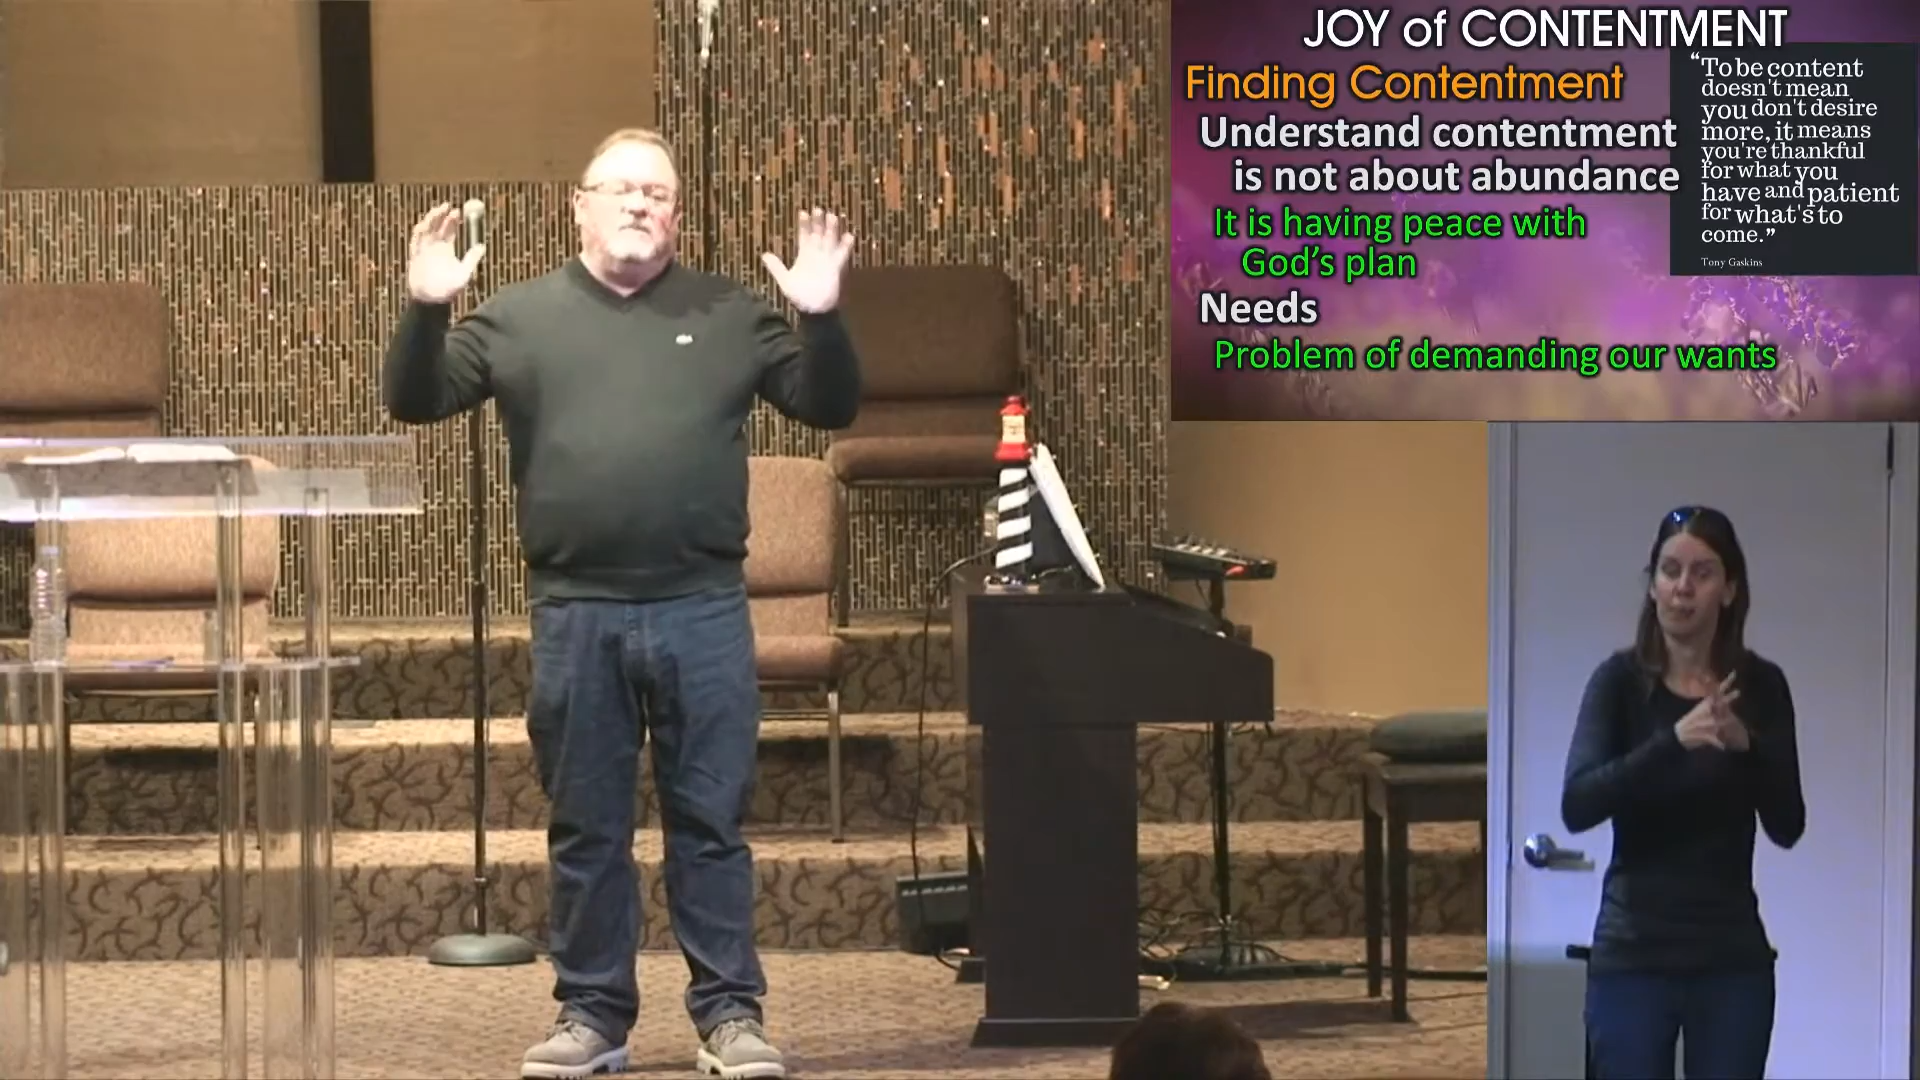 JOY of CONTENTMENT
Finding Contentment
Understand contentment
is not about abundance
It is having peace with
God's plan
Needs
Problem of demanding our wants
“To be content
doesn't mean
you don't desire
more, it means
you're thankful
for what you
have and patient
for what's to
come.”
Tony Gaskins